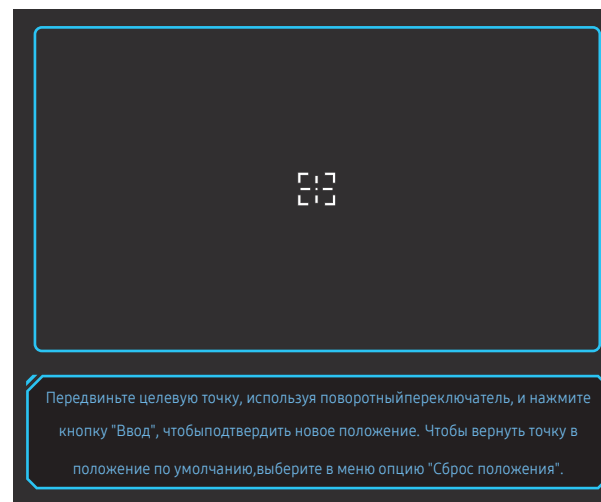 Передвиньте целевую точку, используя поворотныйпереключатель, и нажмите
кнопку "Ввод", чтобыподтвердить новое положение. Чтобы вернуть точку в
положение по умолчанию,выберите в меню опцию "Сброс положения".